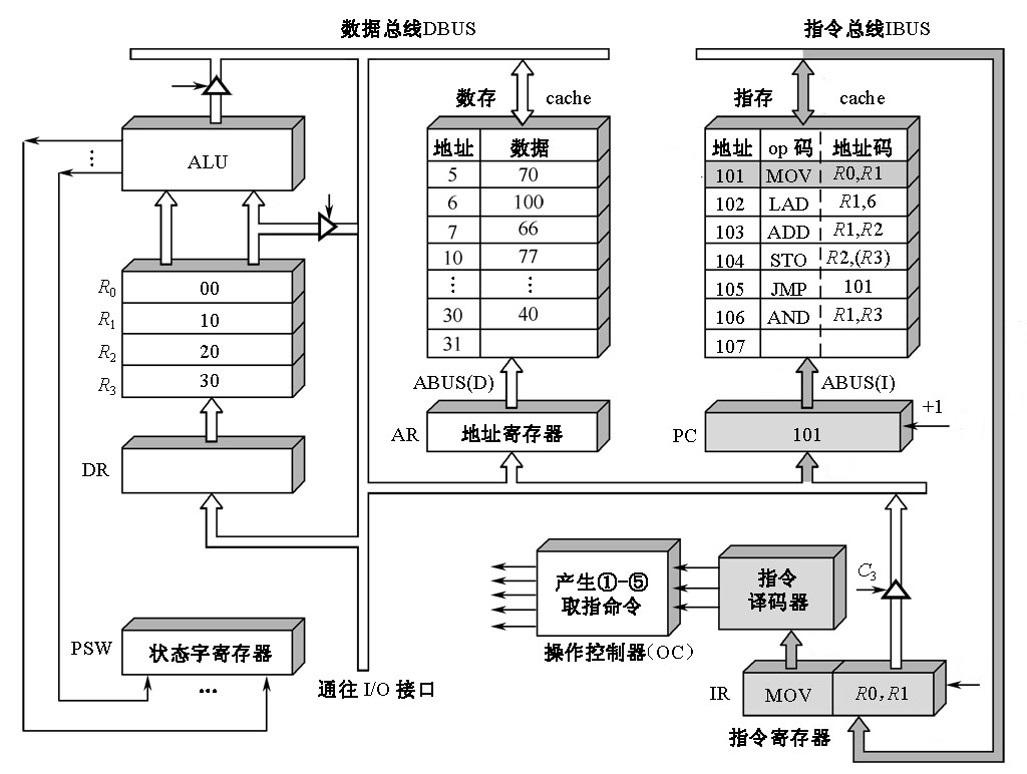 数据总线DBUS
指令总线IBUS
数存 cache
指存 cache
ALU
...
地址 数据
5 70
6 100
7 66
10 77
⋮ ⋮
30 40
31
地址 op 码 地址码
101 MOV R0,R1
102 LAD R1,6
103 ADD R1,R2
104 STO R2,(R3)
105 JMP 101
106 AND R1,R3
107
R0 00
R1 10
R2 20
R3 30
ABUS(D)
ABUS(I)
AR 地址寄存器
PC 101
+1
DR
产生①-⑤
取指命令
操作控制器(OC)
指令
译码器
C3
PSW 状态字寄存器
...
通往 I/O 接口
IR MOV R0, R1
指令寄存器